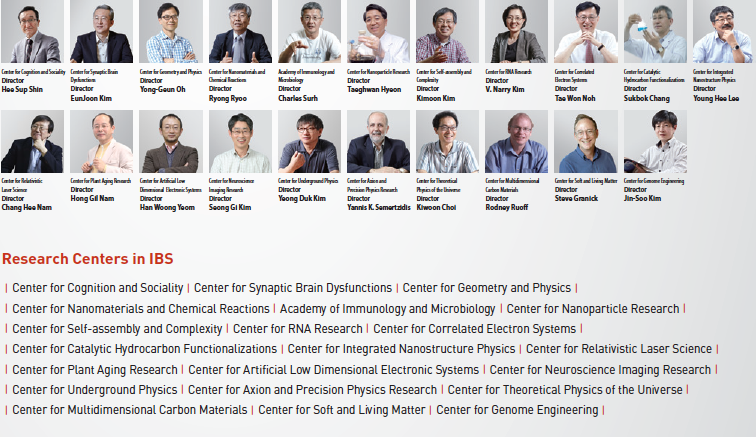 Center for Cognition and Sociality
Director
Hee Sup Shin
Center for Synaptic Brain
Dysfunctions
Director
EunJoon Kim
Center for Geometry and Physics
Director
Yong-Geun Oh
Center for Nanomaterials and
Chemical Reactions
Director
Ryong Ryoo
Academy of Immunology and
Microbiology
Director
Charles Surh
Center for Nanoparticle Research
Director
Taeghwan Hyeon
Center for Self-assembly and
Complexity
Director
Kimoon Kim
Center for RNA Research
Director
V. Narry Kim
Center for Correlated
Electron Systems
Director
Tae Won Noh
Center for Catalytic
Hydrocarbon Functionalizations
Director
Sukbok Chang
Center for Integrated
Nanostructure Physics
Director
Young Hee Lee
Center for Relativistic
Laser Science
Director
Chang Hee Nam
Center for Plant Aging Research
Director
Hong Gil Nam
Center for Artificial Low
Dimensional Electronic Systems
Director
Han Woong Yeom
Center for Neuroscience
Imaging Research
Director
Seong Gi Kim
Center for Underground Physics
Director
Yeong Duk Kim
Center for Axion and
Precision Physics Research
Director
Yannis K. Semertzidis
Center for Theoretical
Physics of the Universe
Director
Kiwoon Choi
Center for Multidimensional
Carbon Materials
Director
Rodney Ruoff
Center for Soft and Living Matter
Director
Steve Granick
Center for Genome Engineering
Director
Jin-Soo Kim
Research Centers in IBS
| Center for Cognition and Sociality | Center for Synaptic Brain Dysfunctions | Center for Geometry and Physics |
| Center for Nanomaterials and Chemical Reactions | Academy of Immunology and Microbiology | Center for Nanoparticle Research |
| Center for Self-assembly and Complexity | Center for RNA Research | Center for Correlated Electron Systems |
| Center for Catalytic Hydrocarbon Functionalizations | Center for Integrated Nanostructure Physics | Center for Relativistic Laser Science |
| Center for Plant Aging Research | Center for Artificial Low Dimensional Electronic Systems | Center for Neuroscience Imaging Research |
| Center for Underground Physics | Center for Axion and Precision Physics Research | Center for Theoretical Physics of the Universe |
| Center for Multidimensional Carbon Materials | Center for Soft and Living Matter | Center for Genome Engineering |